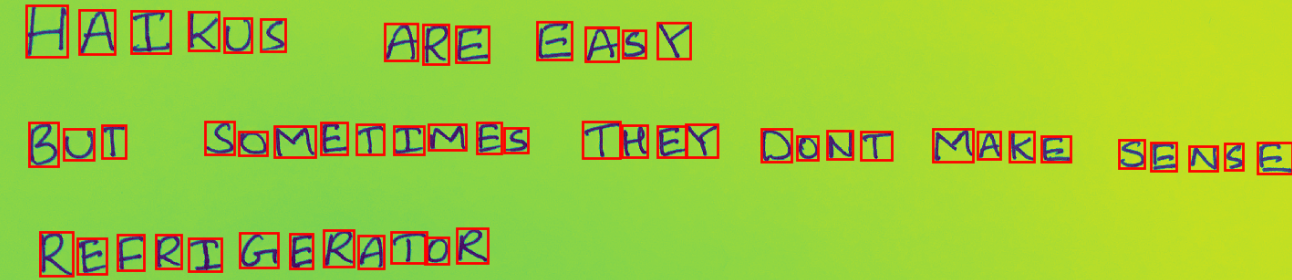 HAIKUS ARE EASY
BUT SOMETIMES THEY DONT MAKE SENSE
REFRIGERATOR